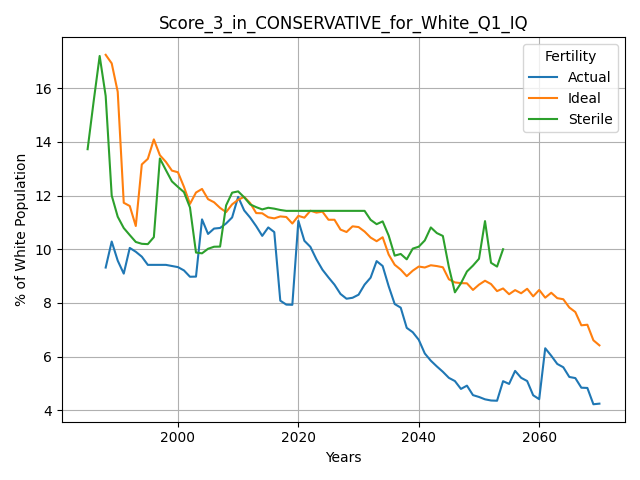 Score_3_in_CONSERVATIVE_for_White_Q1_IQ
Fertility
Actual
Ideal
Sterile
% of White Population
16
14
12
10
8
6
4
2000
2020
2040
2060
Years